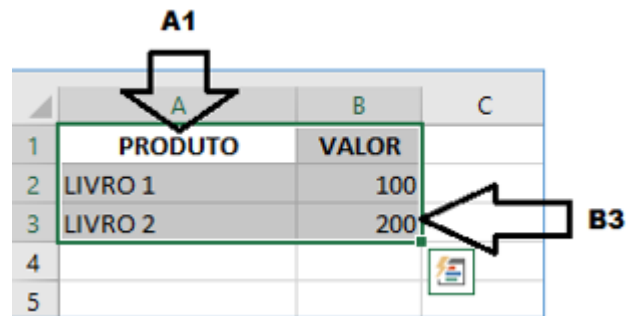 A1
A B C
1 PRODUTO VALOR
2 LIVRO 1 100
3 LIVRO 2 200
B3
4
5